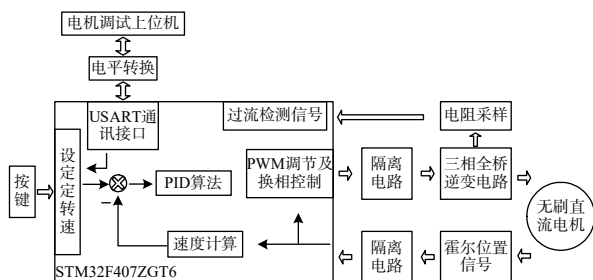 电机调试上位机
电平转换
USART通
讯接口
过流检测信号
电阻采样
按
键
设
定
定
转
速
PID算法
PWM调节及
换相控制
隔离
电路
三相全桥
逆变电路
无刷直
流电机
速度计算
隔离
电路
霍尔位置
信号
STM32F407ZGT6